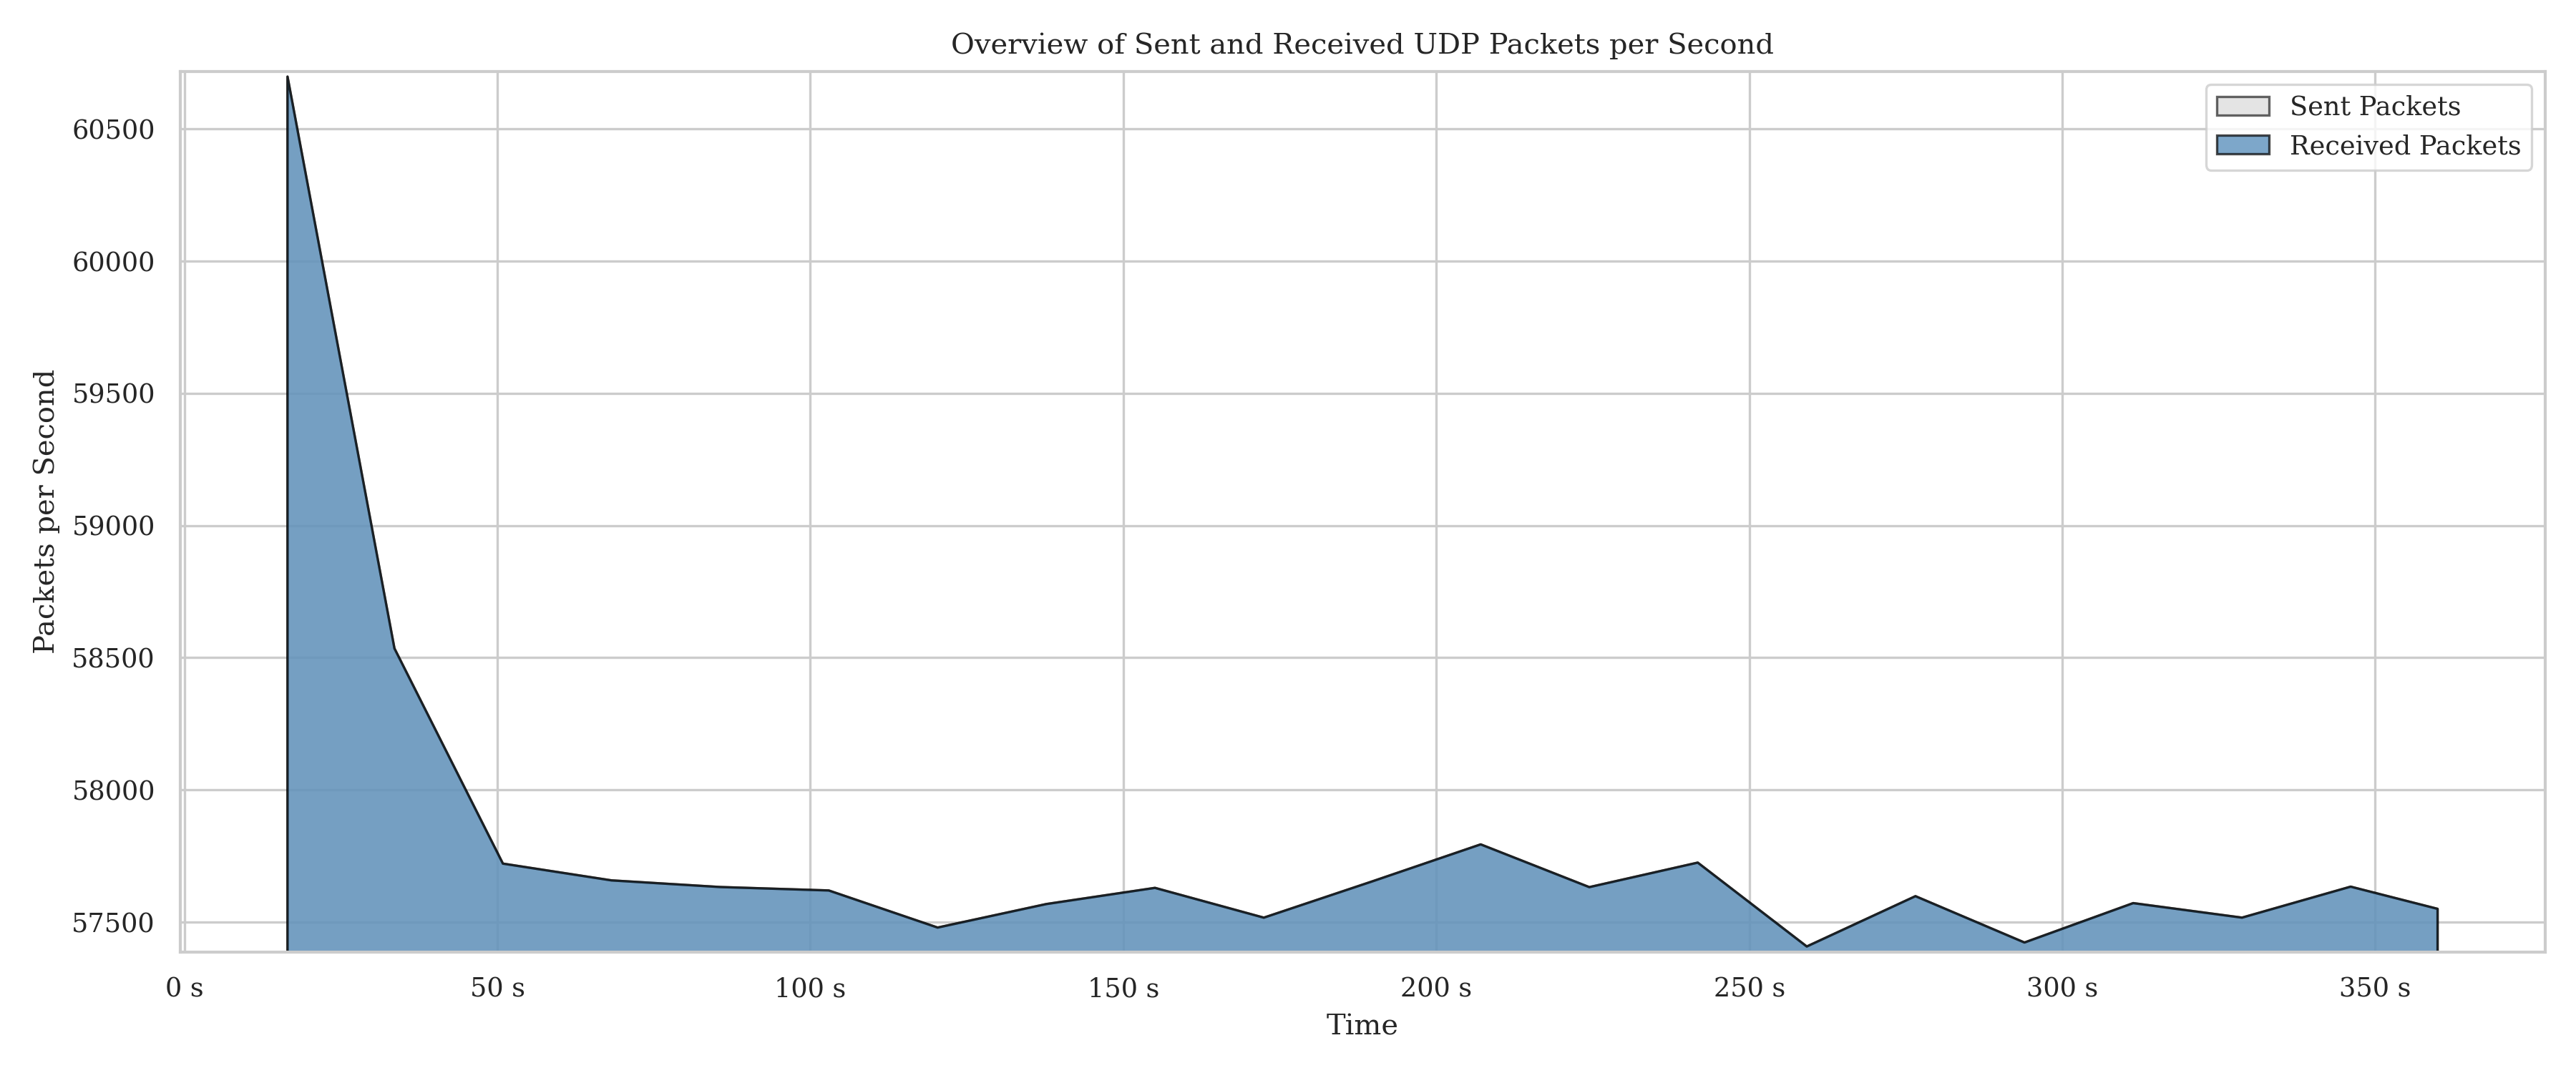 Overview of Sent and Received UDP Packets per Second
Sent Packets
Received Packets
Packets per Second
60500
60000
59500
59000
58500
58000
57500
0 s
50 s
100 s
150 s
200 s
250 s
300 s
350 s
Time